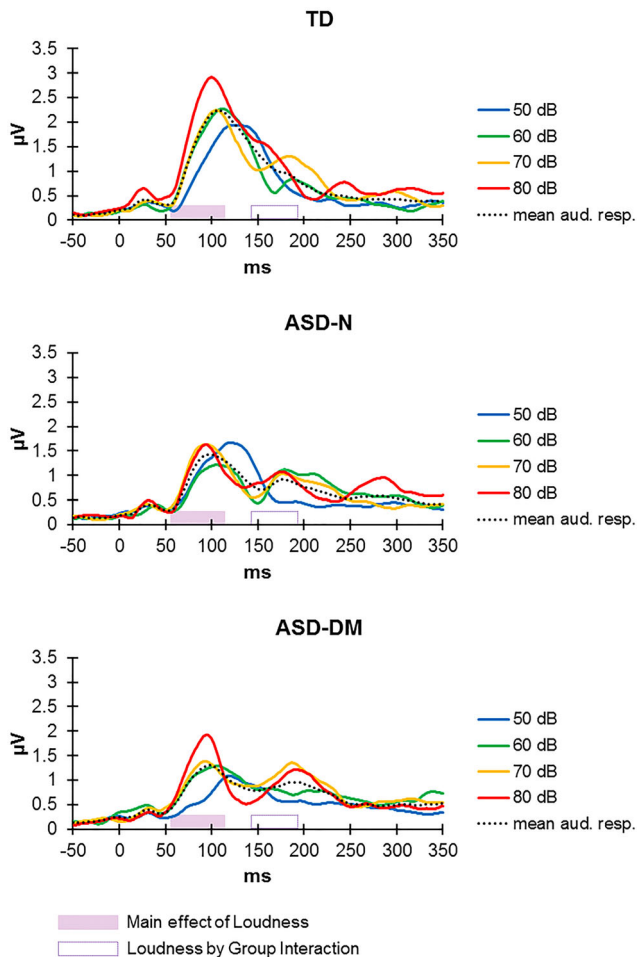 TD
3.5
3
2.5
2
1.5
1
0.5
0
µV
-50 0 50 100 150 200 250 300 350
ms
50 dB
60 dB
70 dB
80 dB
mean aud. resp.
ASD-N
3.5
3
2.5
2
1.5
1
0.5
0
µV
-50 0 50 100 150 200 250 300 350
ms
50 dB
60 dB
70 dB
80 dB
mean aud. resp.
ASD-DM
3.5
3
2.5
2
1.5
1
0.5
0
µV
-50 0 50 100 150 200 250 300 350
ms
50 dB
60 dB
70 dB
80 dB
mean aud. resp.
Main effect of Loudness
Loudness by Group Interaction